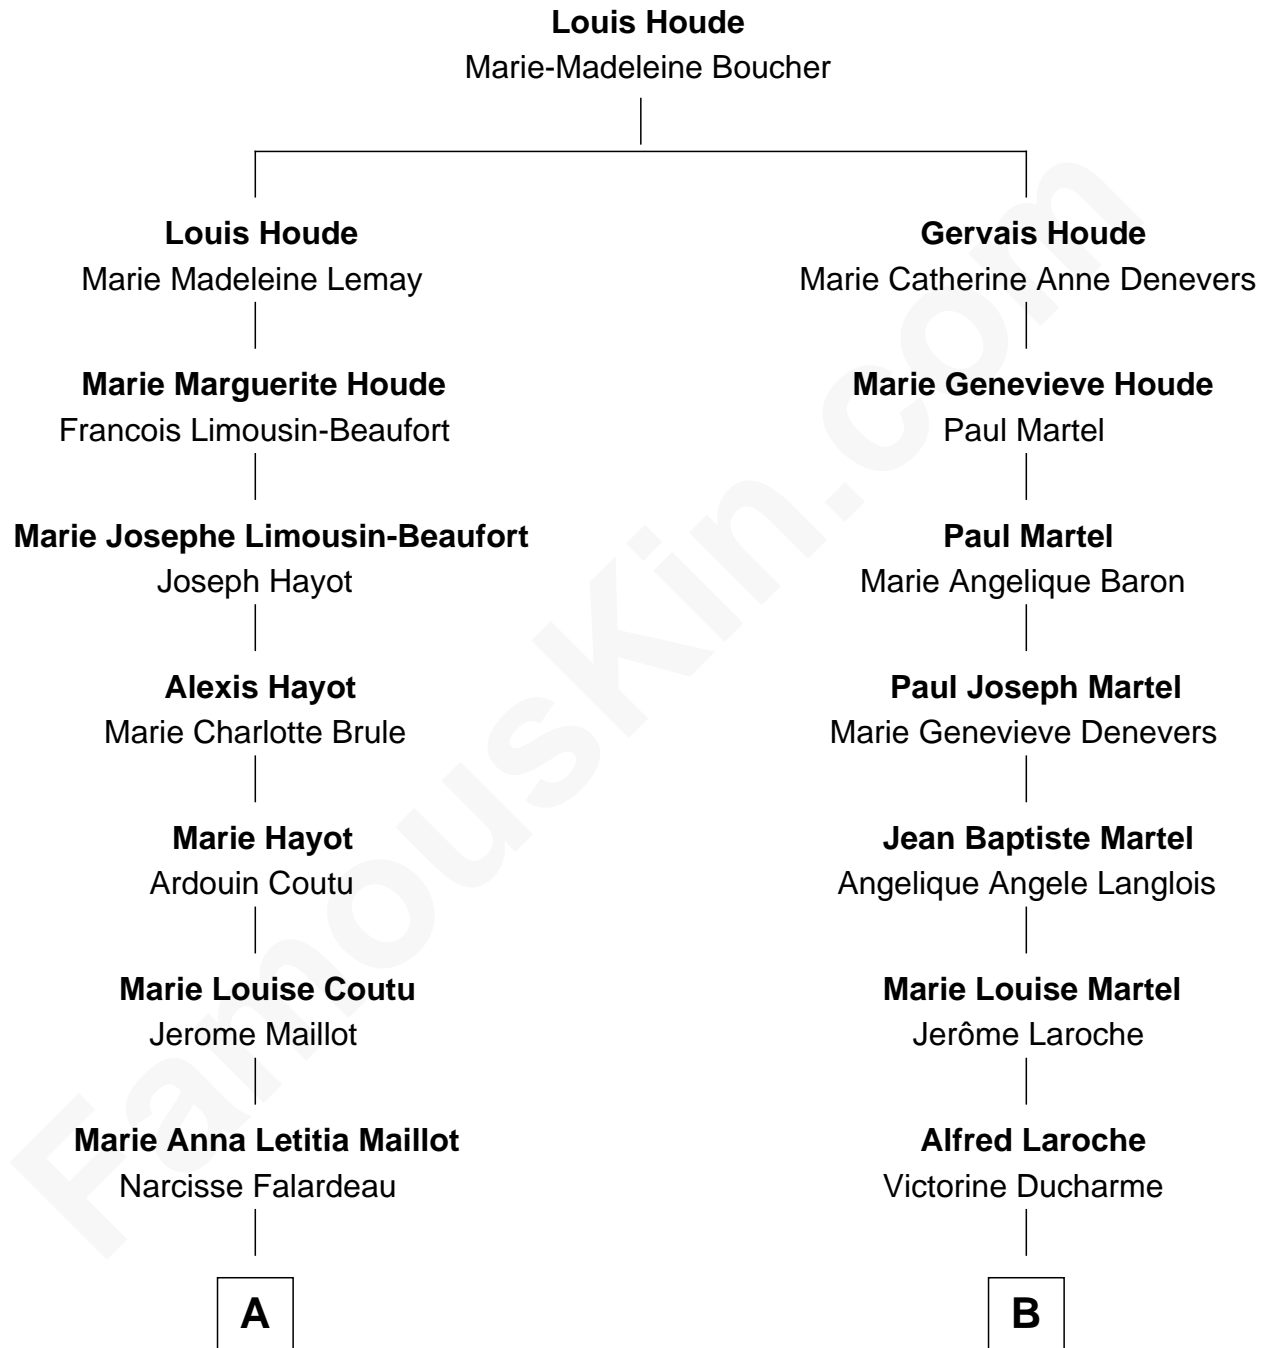 Louis Houde
Marie-Madeleine Boucher
Louis Houde
Marie Madeleine Lemay
Marie Marguerite Houde
Francois Limousin-Beaufort
Marie Josephe Limousin-Beaufort
Joseph Hayot
Alexis Hayot
Marie Charlotte Brule
Marie Hayot
Ardouin Coutu
Marie Louise Coutu
Jerome Maillot
Marie Anna Letitia Maillot
Narcisse Falardeau
A
Gervais Houde
Marie Catherine Anne Denevers
Marie Genevieve Houde
Paul Martel
Paul Martel
Marie Angelique Baron
Paul Joseph Martel
Marie Genevieve Denevers
Jean Baptiste Martel
Angelique Angele Langlois
Marie Louise Martel
Jerôme Laroche
Alfred Laroche
Victorine Ducharme
B
FamousKin.com